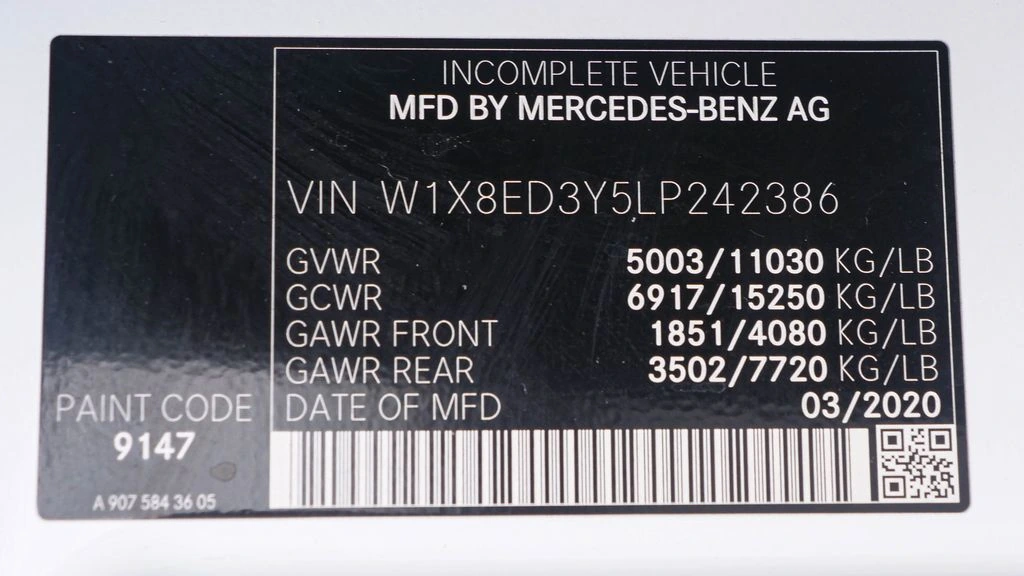 INCOMPLETE VEHICLE
MFD BY MERCEDES-BENZ AG
VIN W1X8ED3Y5LP242386
GVWR 5003/11030 KG/LB
GCWR 6917/15250 KG/LB
GAWR FRONT 1851/4080 KG/LB
GAWR REAR 3502/7720 KG/LB
DATE OF MFD 03/2020
PAINT CODE
9147
A 907 584 36 05